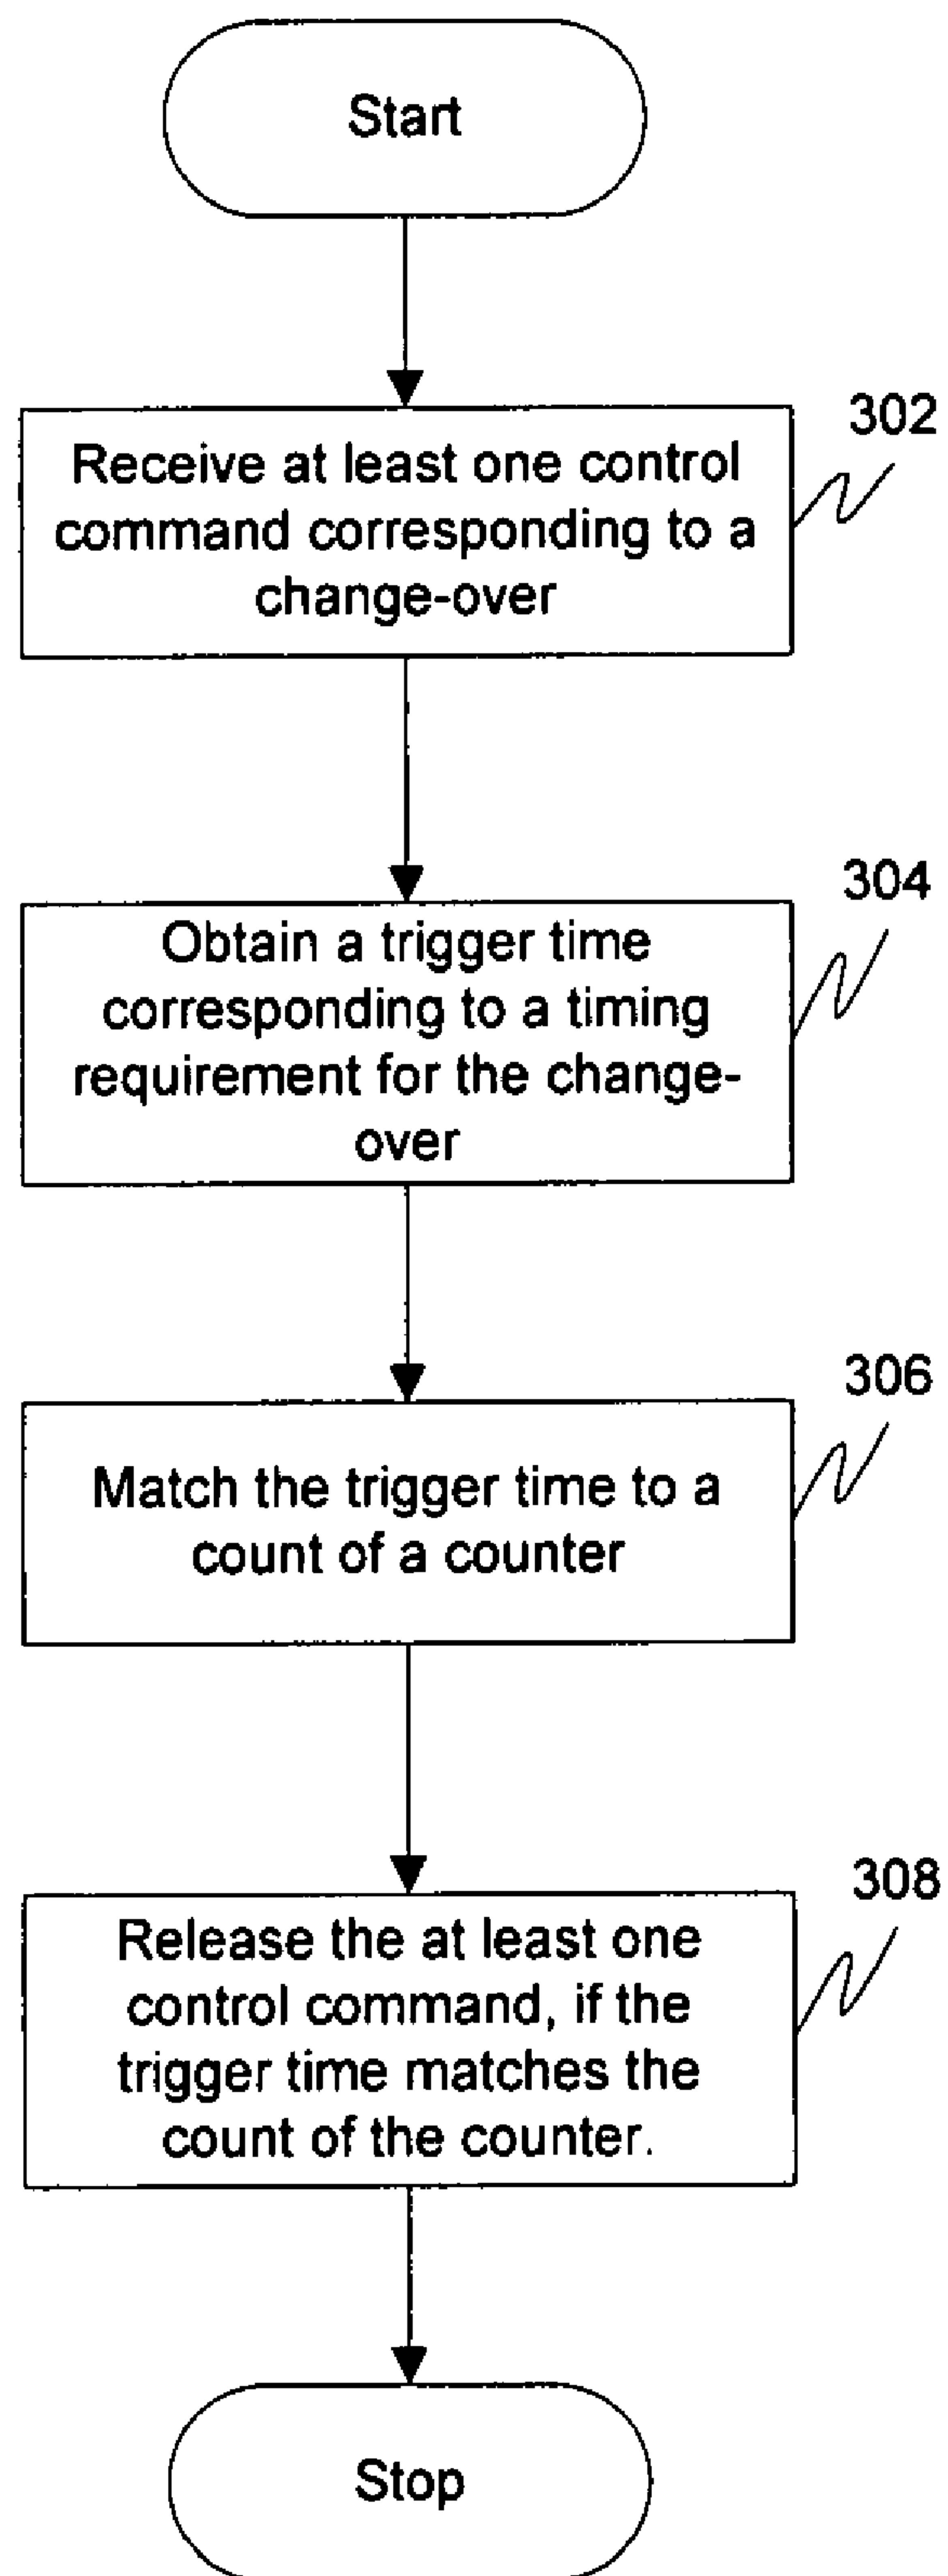 Start
302
Receive at least one control
command corresponding to a
change-over
304
Obtain a trigger time
corresponding to a timing
requirement for the change-
over
306
Match the trigger time to a
count of a counter
308
Release the at least one
control command, if the
trigger time matches the
count of the counter.
Stop